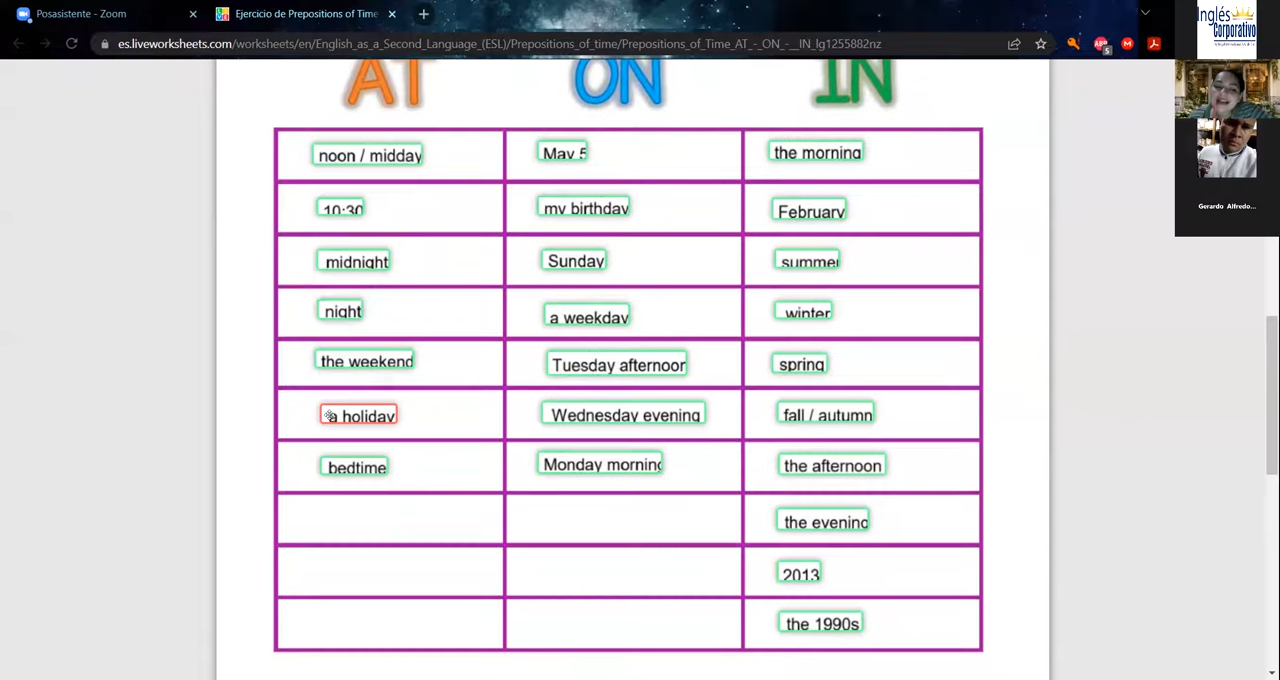 Posasistente - Zoom
Ejercicio de Prepositions of Time
es.liveworksheets.com/worksheets/en/English_as_a_Second_Language_(ESL)/Prepositions_of_time/Prepositions_of_Time_AT_-_ON_-__IN_lg1255882nz
Inglés
Corporativo
AT ON IN
noon / midday May 5 the morning
10:30 my birthday February
midnight Sunday summer
night a weekday winter
the weekend Tuesday afternoon spring
a holiday Wednesday evening fall / autumn
bedtime Monday morning the afternoon
the evening
2013
the 1990s
Gerardo Alfredo...